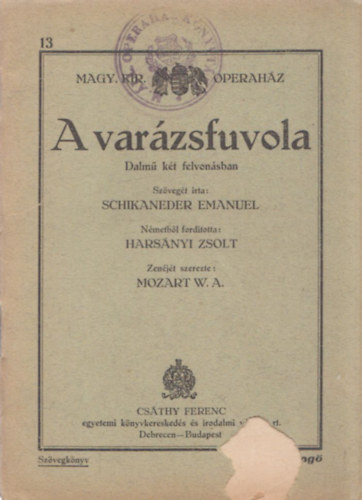 13
MAGY. KIR. OPERAHÁZ
A varázsfuvola
Dalmű két felvonásban
Szövegét írta:
SCHIKANEDER EMANUEL
Németből fordította:
HARSÁNYI ZSOLT
Zenéjét szerezte:
MOZART W. A.
CSÁTHY FERENC
egyetemi könyvkereskedés és irodalmi rt.
Debrecen—Budapest
Szövegkönyv